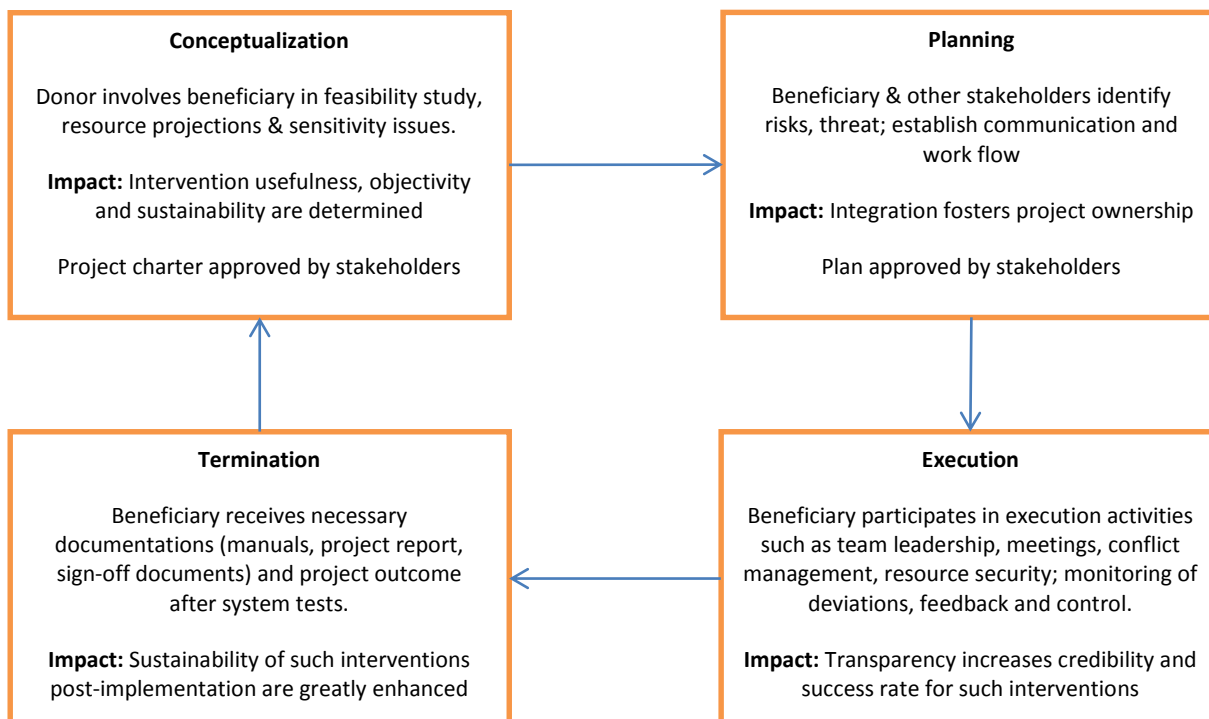 Conceptualization
Donor involves beneficiary in feasibility study,
resource projections & sensitivity issues.
Impact: Intervention usefulness, objectivity
and sustainability are determined
Project charter approved by stakeholders
Planning
Beneficiary & other stakeholders identify
risks, threat; establish communication and
work flow
Impact: Integration fosters project ownership
Plan approved by stakeholders
Termination
Beneficiary receives necessary
documentations (manuals, project report,
sign-off documents) and project outcome
after system tests.
Impact: Sustainability of such interventions
post-implementation are greatly enhanced
Execution
Beneficiary participates in execution activities
such as team leadership, meetings, conflict
management, resource security; monitoring of
deviations, feedback and control.
Impact: Transparency increases credibility and
success rate for such interventions